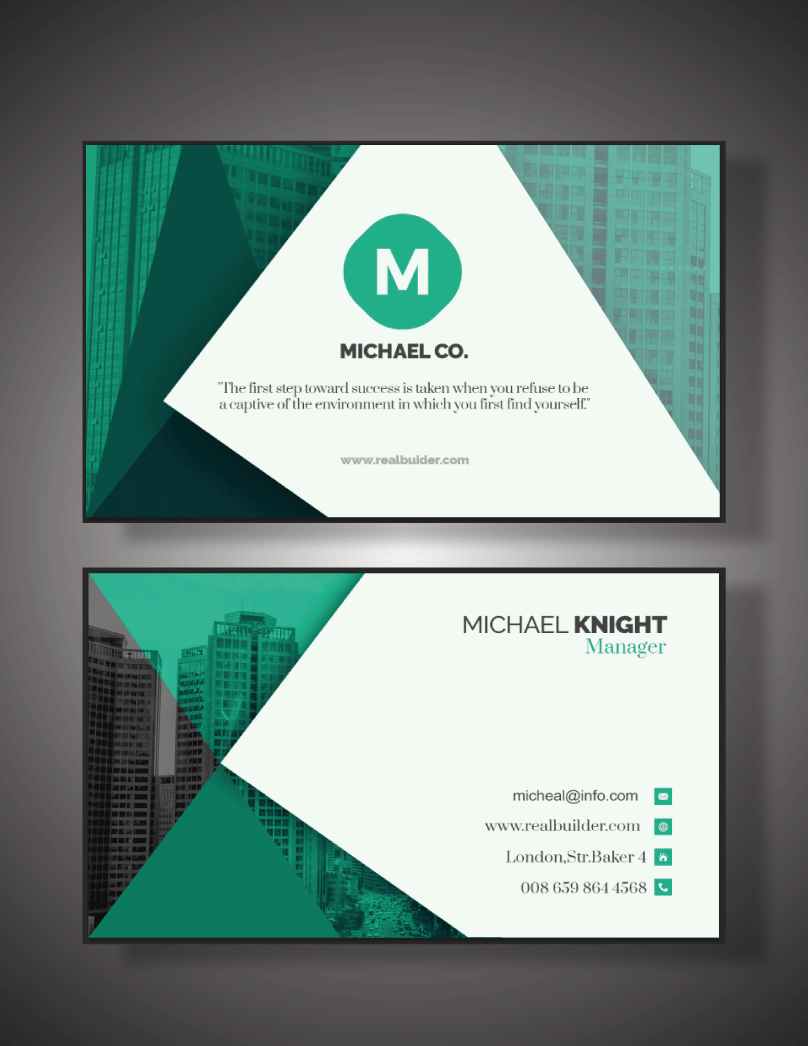 M
MICHAEL CO.
"The first step toward success is taken when you refuse to be
a captive of the environment in which you first find yourself."
www.realbuider.com
MICHAEL KNIGHT
Manager
micheal@info.com
www.realbuilder.com
London,Str.Baker 4
008 659 864 4568